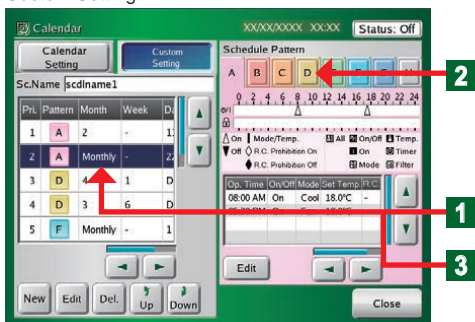 Calendar
XX/XX/XXXX XX:XX
Status: Off
Calendar Setting
Custom Setting
Sc.Name scdlname1
Pri. Pattern Month Week
1 A 2 -
2 A Monthly -
3 D 4 1 D
4 D 3 6 D
5 F Monthly - 1
New Edit Del. Up Down
Schedule Pattern
A B C D
0 2 4 6 8 10 12 14 16 18 20 22 24
On Mode/Temp. All On/Off Temp.
Off R.C. Prohibition On On Timer
R.C. Prohibition Off Mode Filter
Op. Time On/Off Mode Set Temp. R.C.
08:00 AM On Cool 18.0°C -
Edit
Close
2
1
3